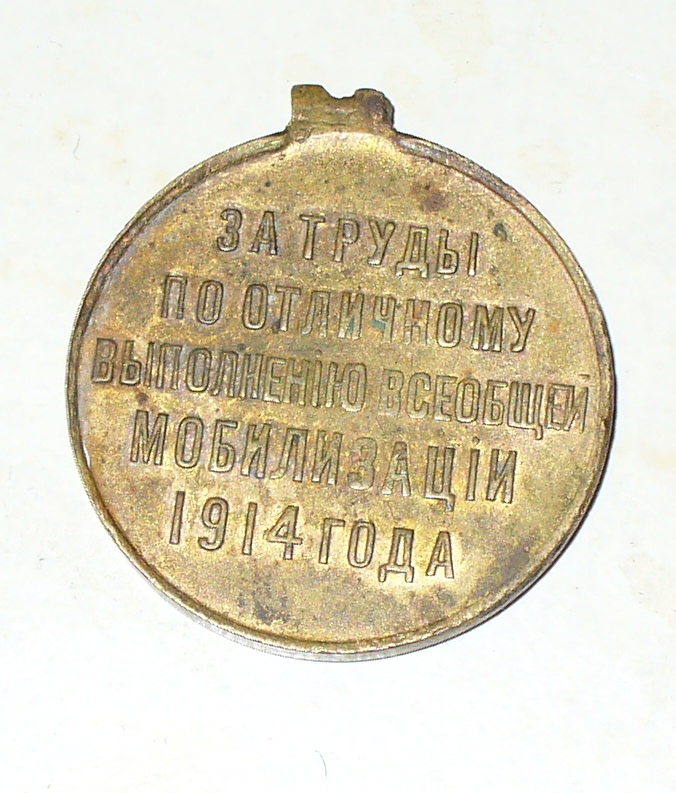 ЗА ТРУДЫ
ПО ОТЛИЧНОМУ
ВЫПОЛНЕНІЮ ВСЕОБЩЕЙ
МОБИЛИЗАЦІИ
1914 ГОДА